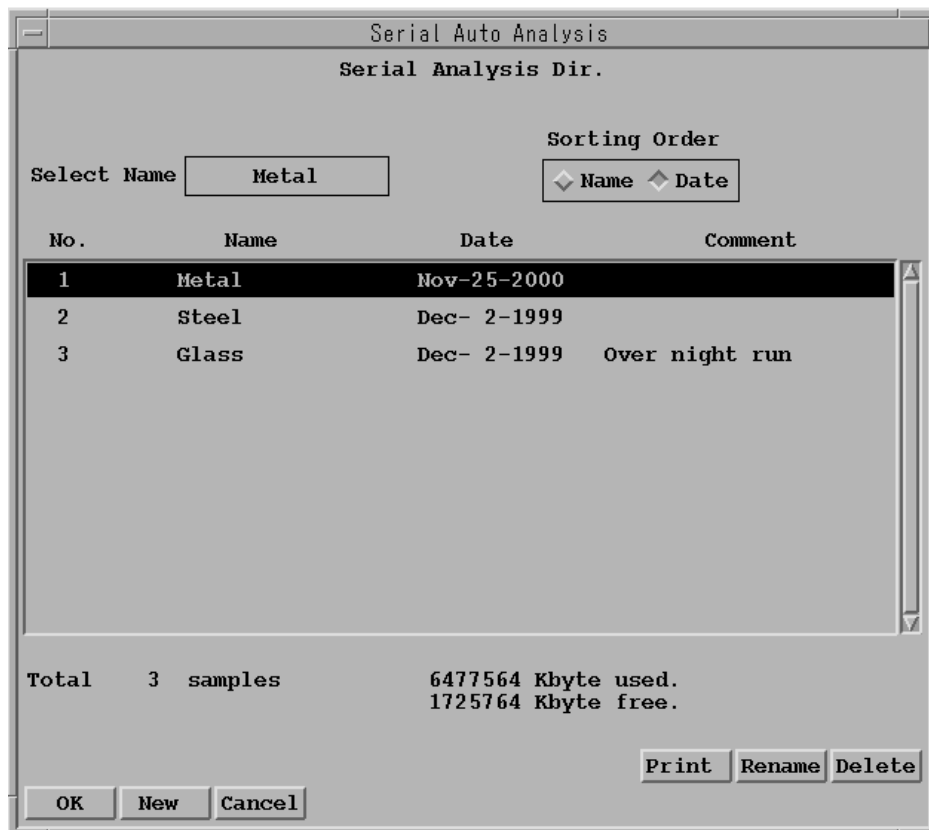 Serial Auto Analysis
Serial Analysis Dir.
Sorting Order
Select Name Metal Name Date
No. Name Date Comment
1 Metal Nov-25-2000
2 Steel Dec- 2-1999
3 Glass Dec- 2-1999 Over night run
Total 3 samples 6477564 Kbyte used.
1725764 Kbyte free.
Print Rename Delete
OK New Cancel